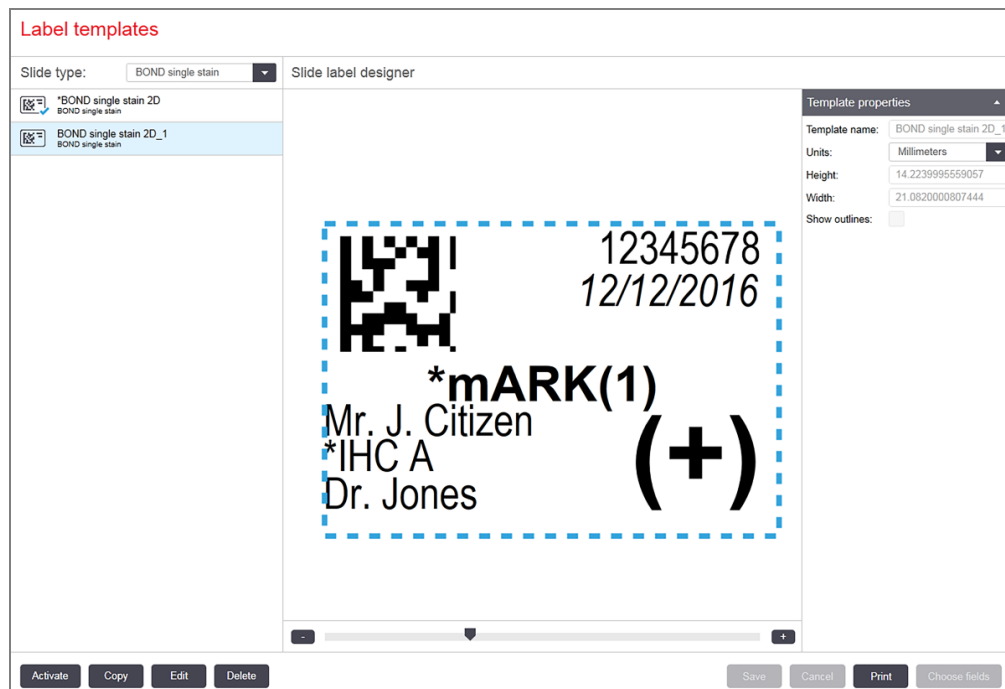 Label templates
Slide type:
BOND single stain
Slide label designer
*BOND single stain 2D
BOND single stain
BOND single stain 2D_1
BOND single stain
Template properties
Template name:
BOND single stain 2D_1
Units:
Millimeters
Height:
14.2239995559057
Width:
21.0820000807444
Show outlines:
12345678
12/12/2016
*mARK(1)
Mr. J. Citizen
*IHC A
Dr. Jones
(+)
-
+
Activate
Copy
Edit
Delete
Save
Cancel
Print
Choose fields